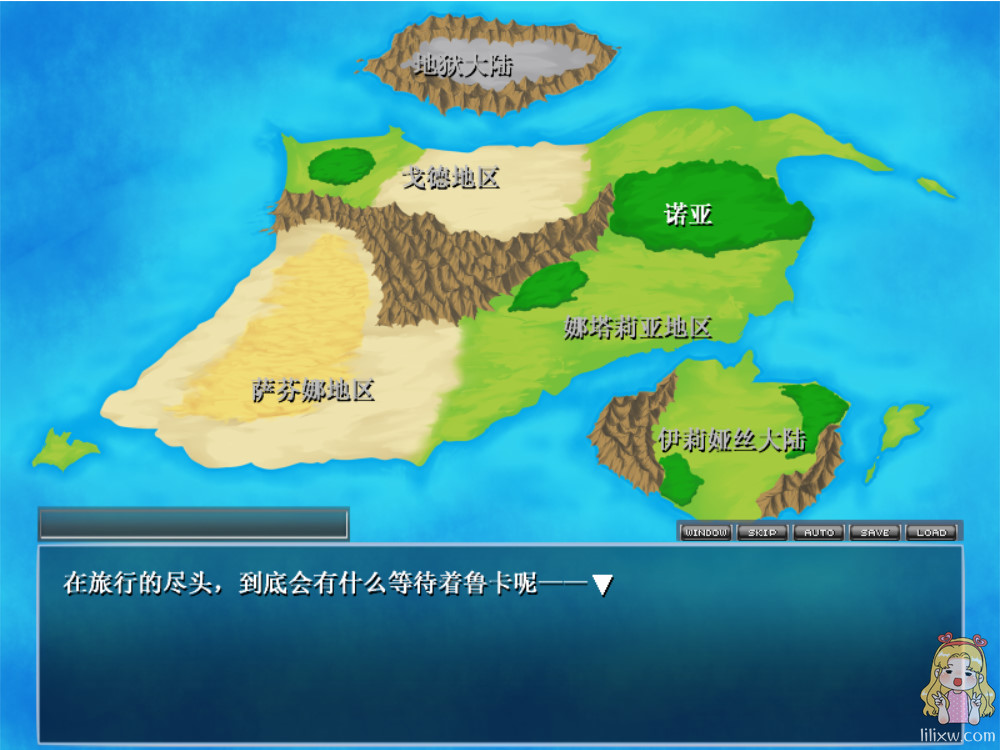 地狱大陆
戈德地区
诺亚
娜塔莉亚地区
萨芬娜地区
伊莉娅丝大陆
WINDOW SKIP AUTO SAVE LOAD
在旅行的尽头，到底会有什么等待着鲁卡呢——▼
lilixw.com